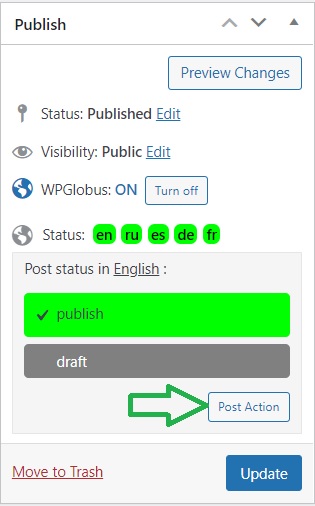 Publish
Preview Changes
Status: Published Edit
Visibility: Public Edit
WPGlobus: ON Turn off
Status: en ru es de fr
Post status in English :
publish
draft
Post Action
Move to Trash Update